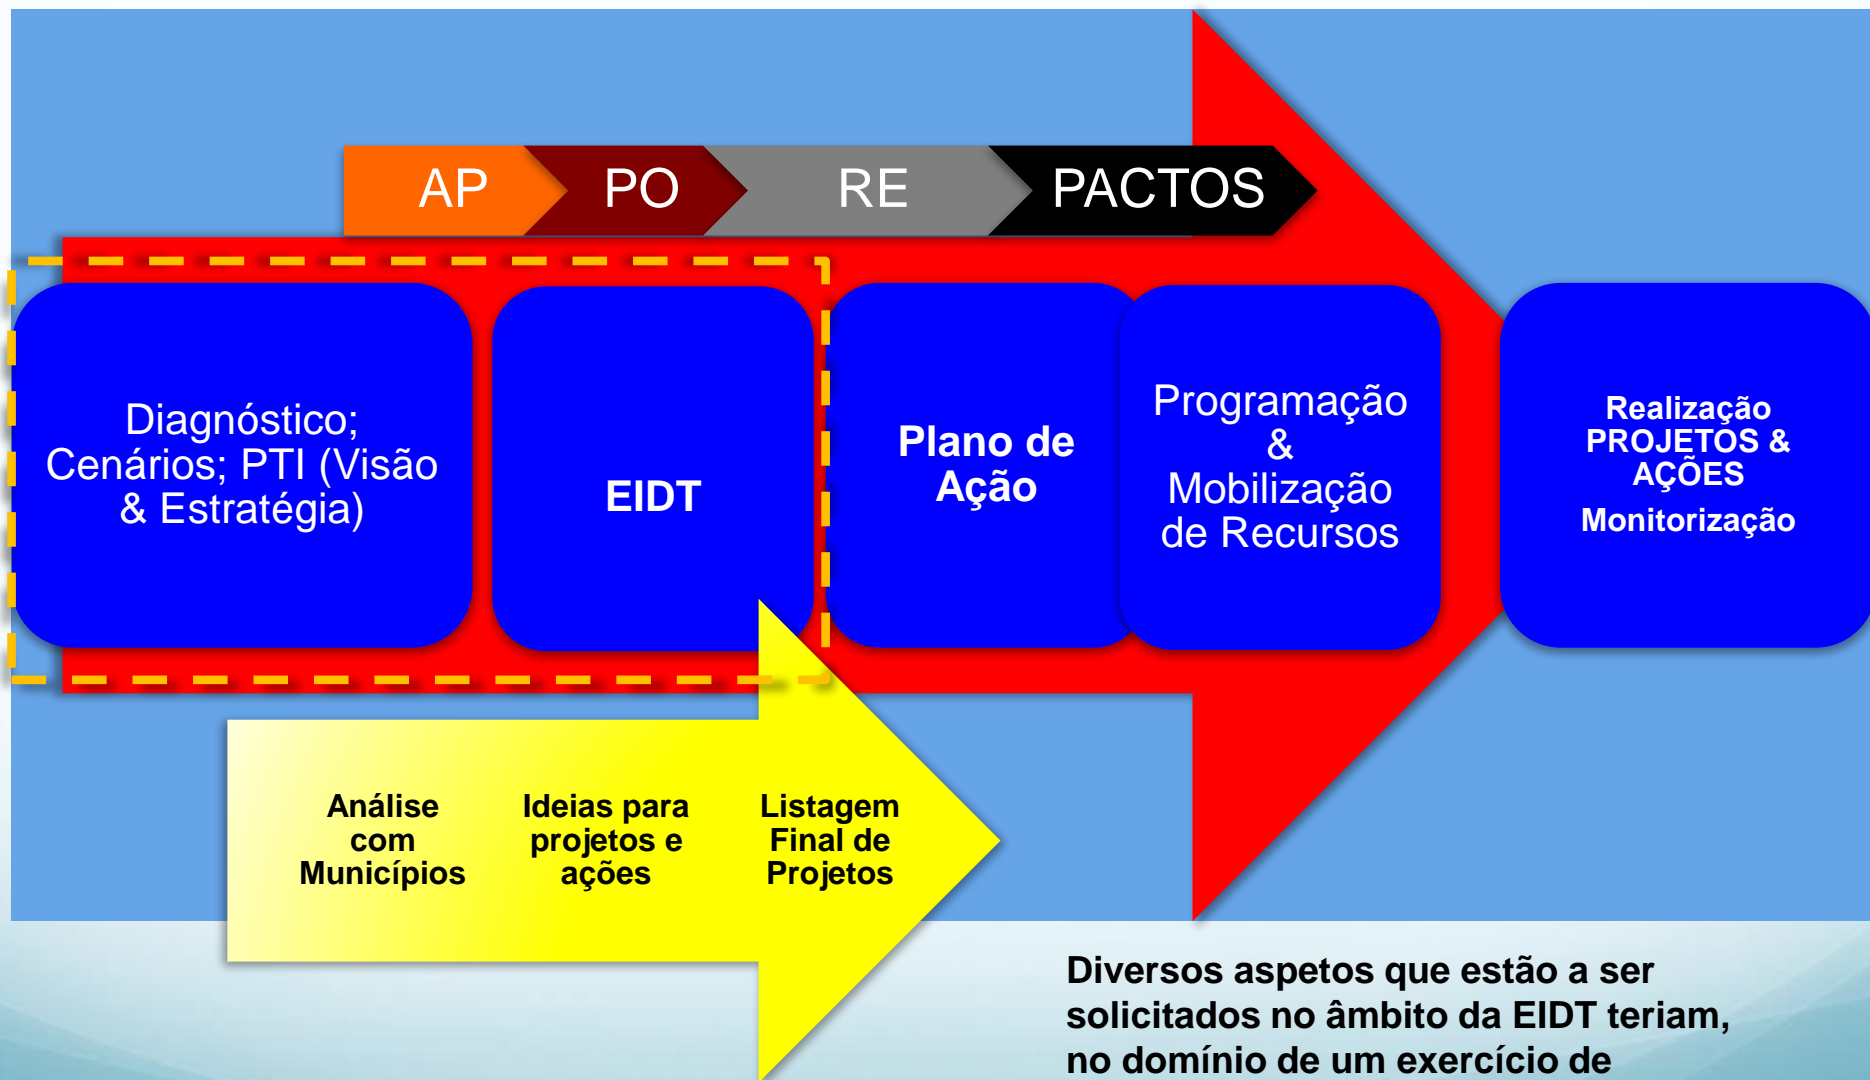 AP PO RE PACTOS
Diagnóstico;
Cenários; PTI (Visão
& Estratégia)
EIDT
Plano de
Ação
Programação
&
Mobilização
de Recursos
Realização
PROJETOS &
AÇÕES
Monitorização
Análise
com
Municípios
Ideias para
projetos e
ações
Listagem
Final de
Projetos
Diversos aspetos que estão a ser
solicitados no âmbito da EIDT teriam,
no domínio de um exercício de